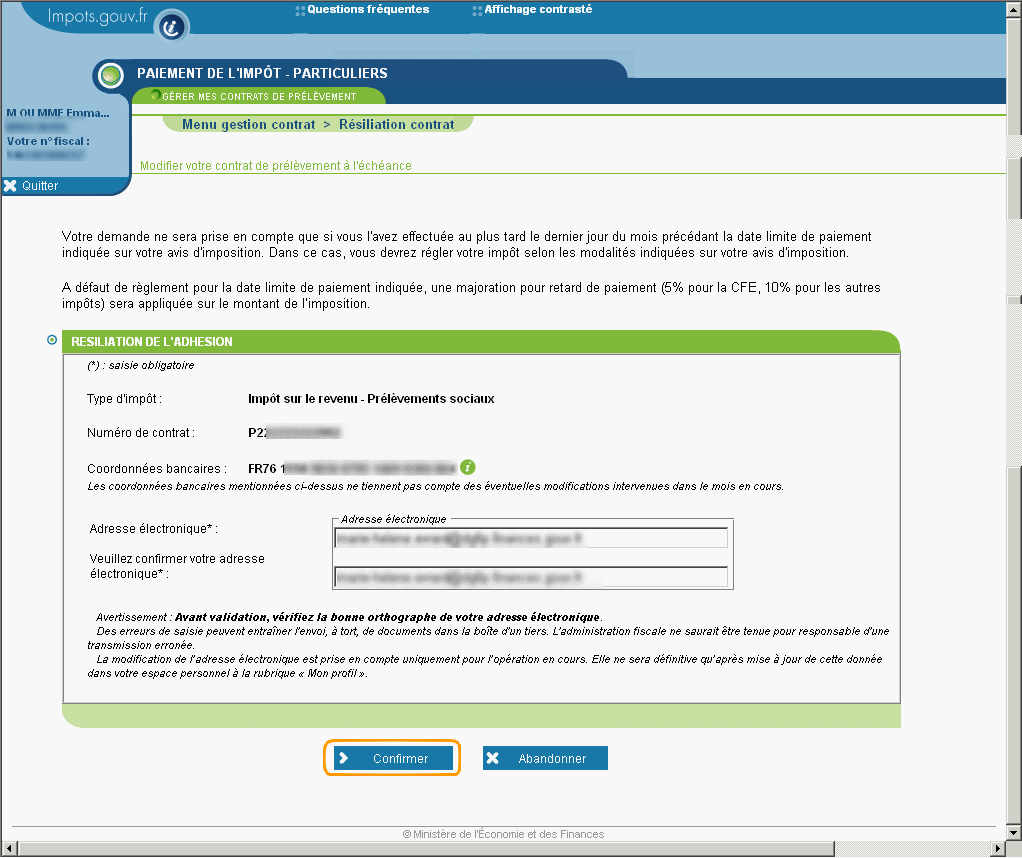 Impots.gouv.fr
Questions fréquentes
Affichage contrasté
PAIEMENT DE L'IMPÔT - PARTICULIERS
GÉRER MES CONTRATS DE PRÉLÈVEMENT
M OU MME Emma...
Votre n° fiscal :
Menu gestion contrat > Résiliation contrat
Modifier votre contrat de prélèvement à l'échéance
Quitter
Votre demande ne sera prise en compte que si vous l'avez effectuée au plus tard le dernier jour du mois précédant la date limite de paiement
indiquée sur votre avis d'imposition. Dans ce cas, vous devrez régler votre impôt selon les modalités indiquées sur votre avis d'imposition.
A défaut de règlement pour la date limite de paiement indiquée, une majoration pour retard de paiement (5% pour la CFE, 10% pour les autres
impôts) sera appliquée sur le montant de l'imposition.
RESILIATION DE L'ADHESION
(*) : saisie obligatoire
Type d'impôt : Impôt sur le revenu - Prélèvements sociaux
Numéro de contrat : P22
Coordonnées bancaires : FR76 1
Les coordonnées bancaires mentionnées ci-dessus ne tiennent pas compte des éventuelles modifications intervenues dans le mois en cours.
Adresse électronique
Adresse électronique* :
Veuillez confirmer votre adresse
électronique* :
Avertissement : Avant validation, vérifiez la bonne orthographe de votre adresse électronique.
Des erreurs de saisie peuvent entraîner l'envoi, à tort, de documents dans la boîte d'un tiers. L'administration fiscale ne saurait être tenue pour responsable d'une
transmission erronée.
La modification de l'adresse électronique est prise en compte uniquement pour l'opération en cours. Elle ne sera définitive qu'après mise à jour de cette donnée
dans votre espace personnel à la rubrique « Mon profil ».
Confirmer
Abandonner
© Ministère de l'Économie et des Finances